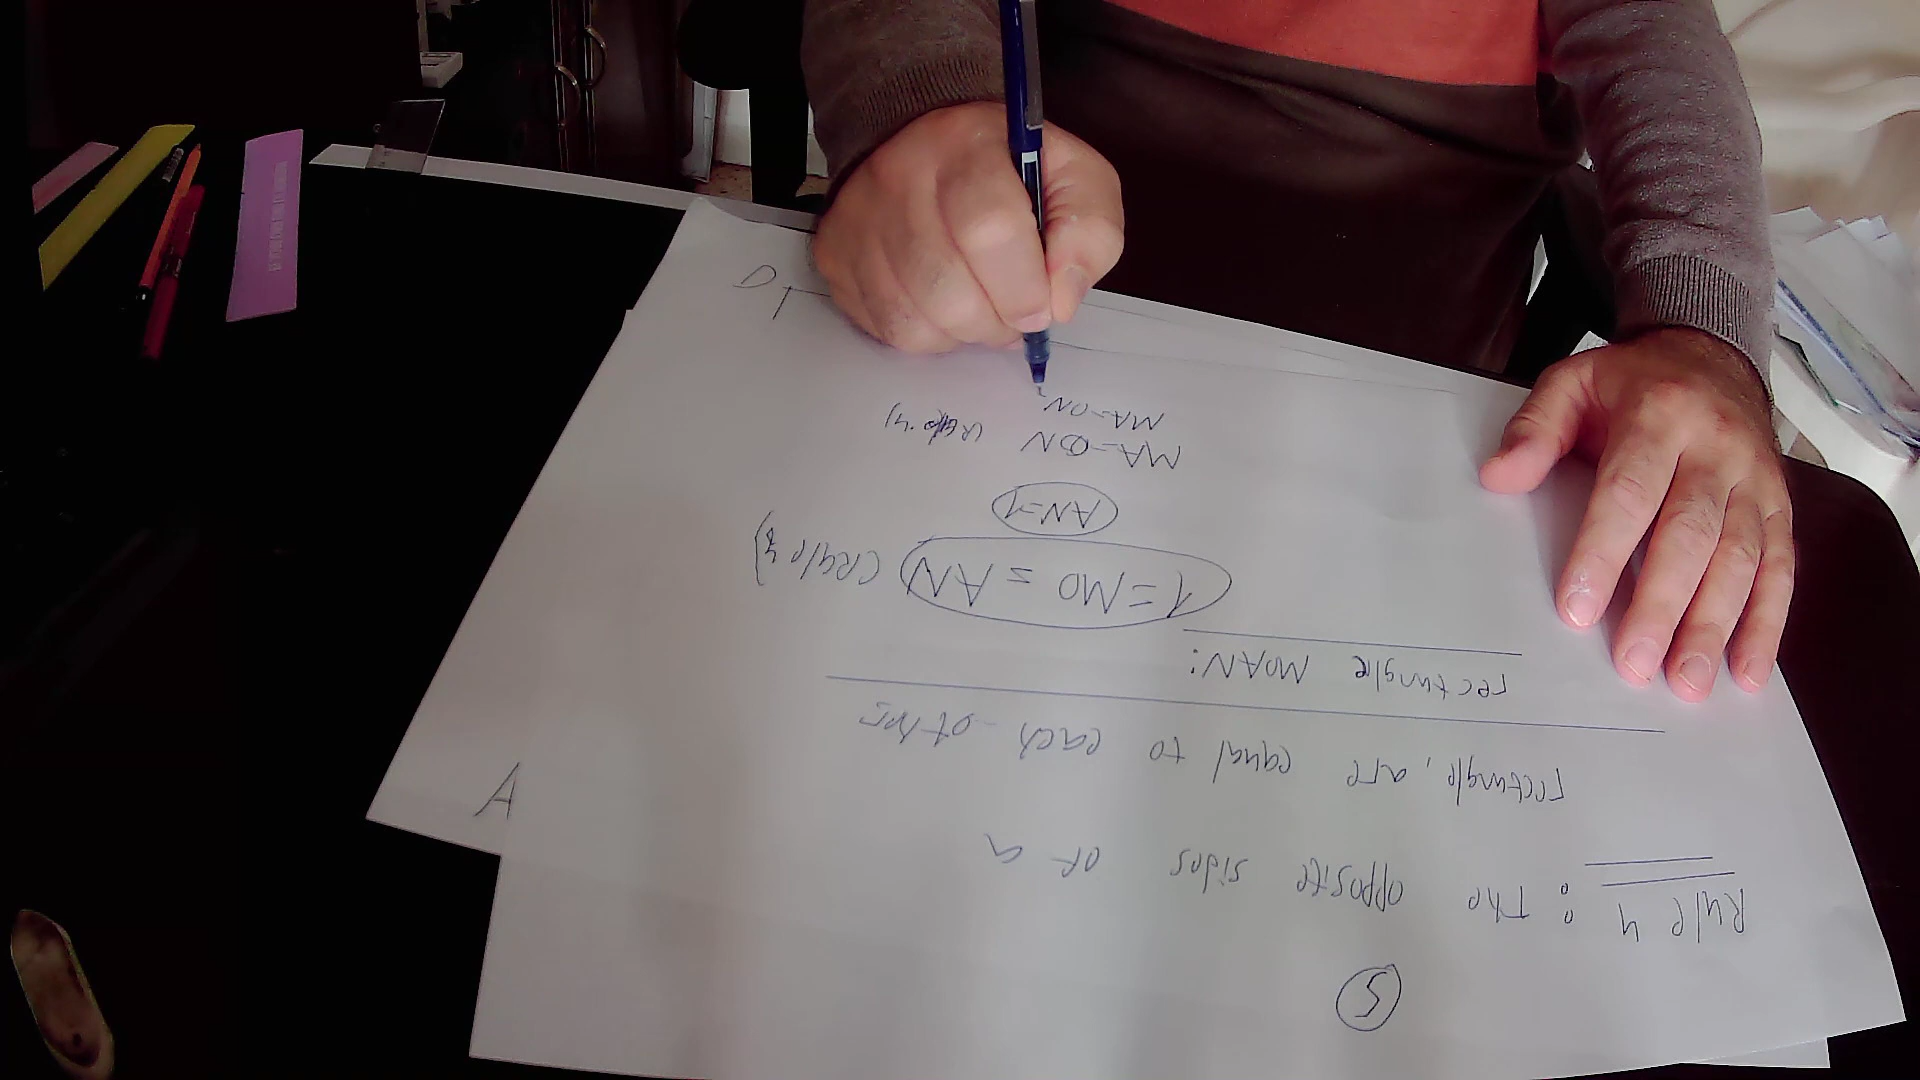 5
Rule 4 : The opposite sides of a
rectangle, are equal to each-other
rectangle MOAN:
1=MO = AN (Rule 4)
AN=1
MA=ON (Rule 4)
MA=ON
A
D